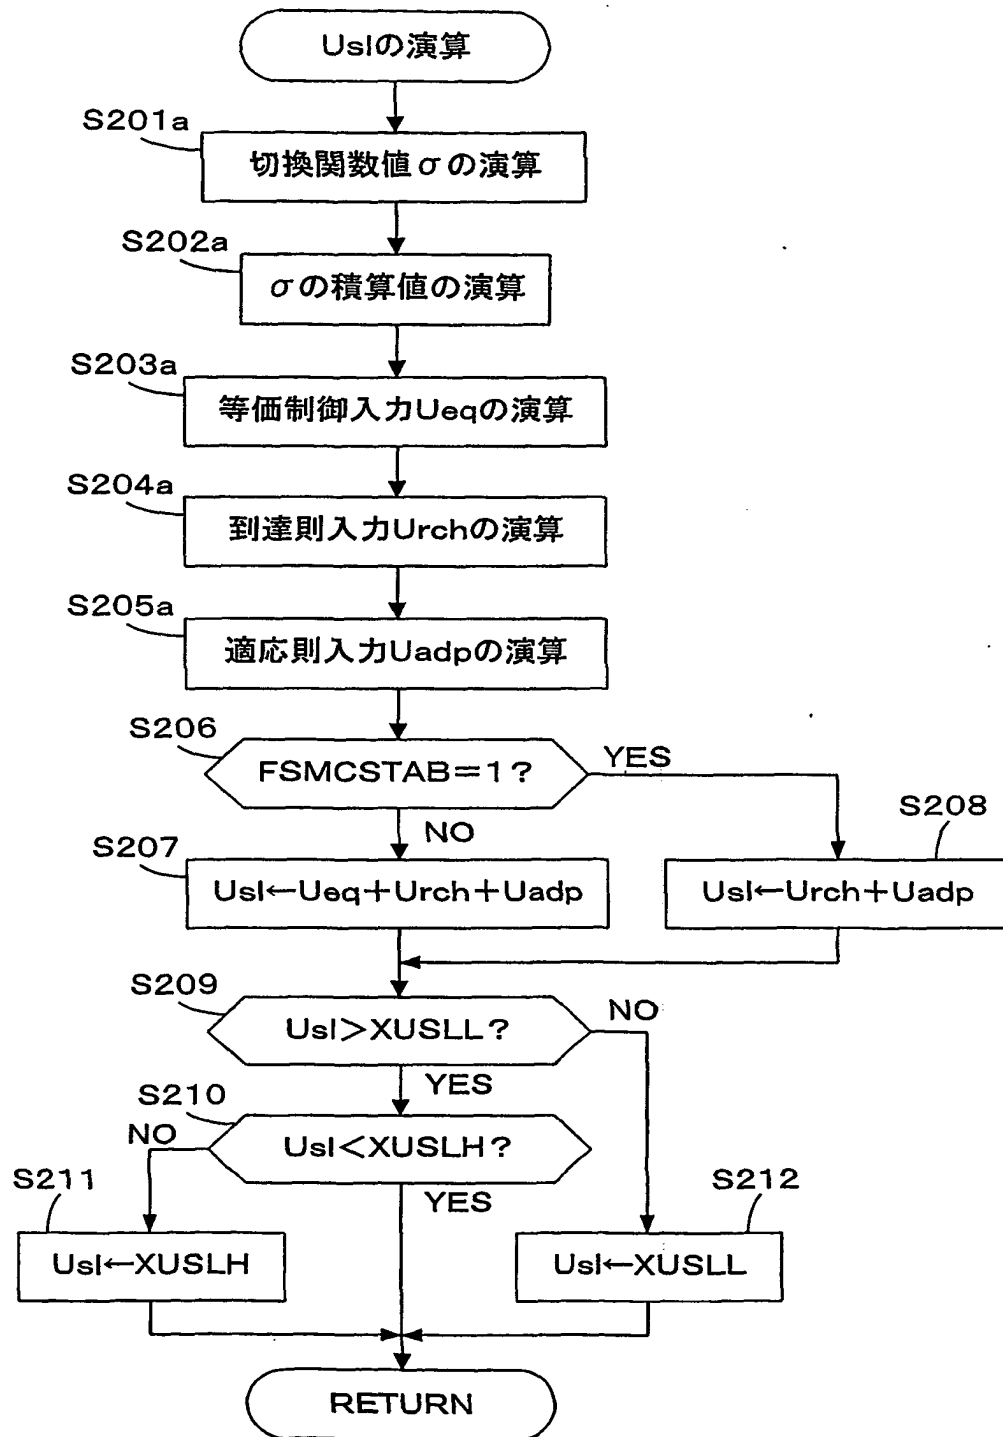 Uslの演算
S201a
切換関数値σの演算
S202a
σの積算値の演算
S203a
等価制御入力Ueqの演算
S204a
到達則入力Urchの演算
S205a
適応則入力Uadpの演算
S206
FSMCSTAB=1?
YES
NO
S207
Usl←Ueq+Urch+Uadp
S208
Usl←Urch+Uadp
S209
Usl>XUSLL?
NO
YES
S210
Usl<XUSLH?
NO
YES
S211
Usl←XUSLH
S212
Usl←XUSLL
RETURN